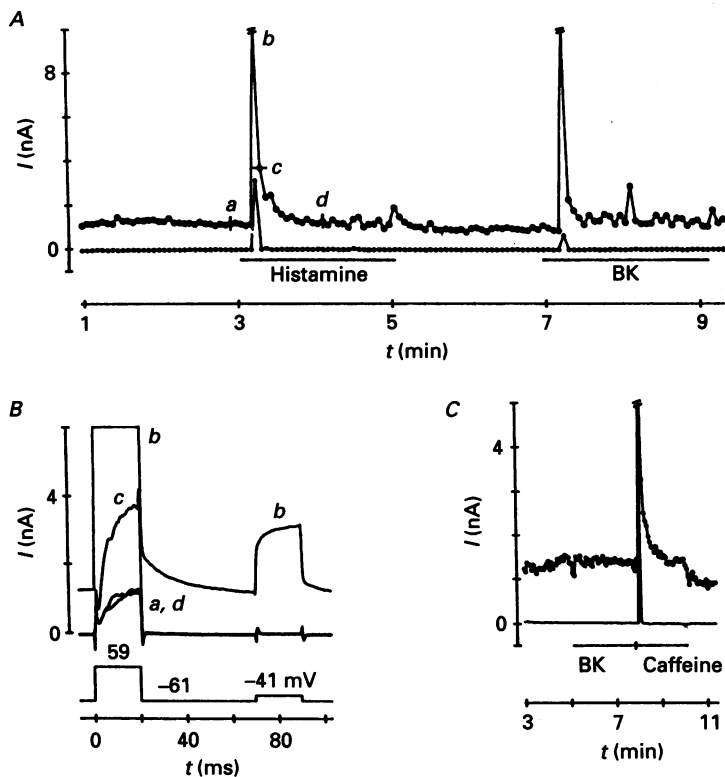 A
b
8
I (nA)
c
a
d
0
Histamine
BK
1 3 5 7 9
t (min)
B
b
4
c
b
I (nA)
a, d
0
59
–61
–41 mV
0 40 80
t (ms)
C
4
I (nA)
0
BK Caffeine
3 7 11
t (min)